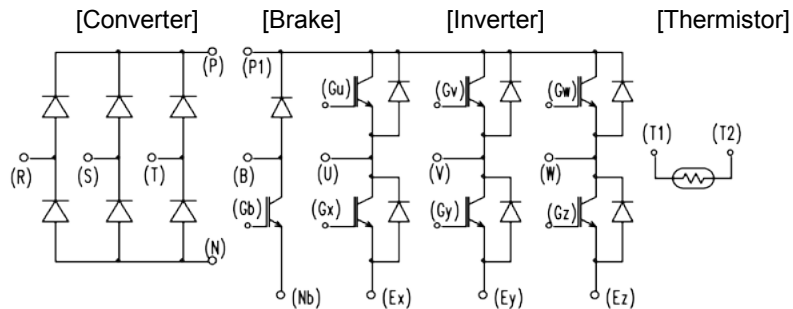 [Converter] [Brake] [Inverter] [Thermistor]
(P) (P1)
(Gu) (Gv) (Gw)
(T1) (T2)
(R) (S) (T) (B) (U) (V) (W)
(Gb) (Gx) (Gy) (Gz)
(N)
(Nb) (Ex) (Ey) (Ez)